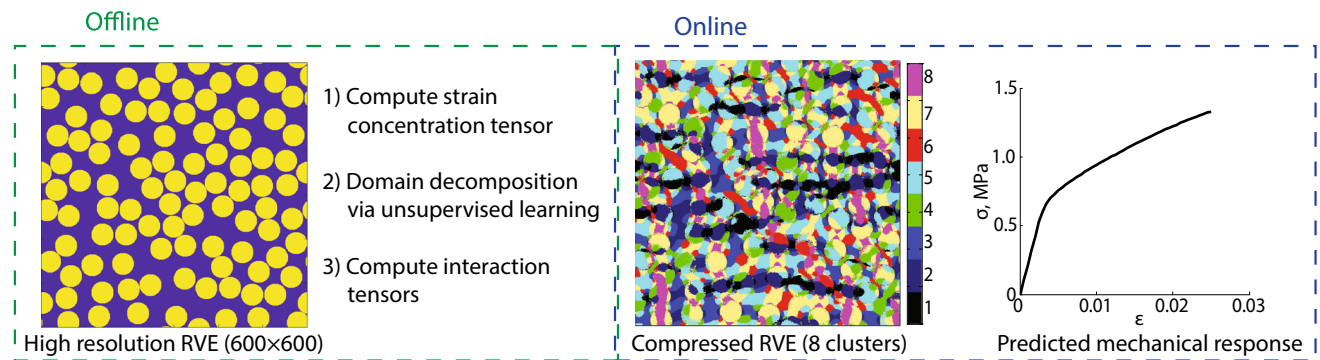 Offline
Online
1) Compute strain
concentration tensor
2) Domain decomposition
via unsupervised learning
3) Compute interaction
tensors
High resolution RVE (600×600)
8
7
6
5
4
3
2
1
Compressed RVE (8 clusters)
σ, MPa
1.5
1.0
0.5
0
0 0.01 0.02 0.03
ε
Predicted mechanical response